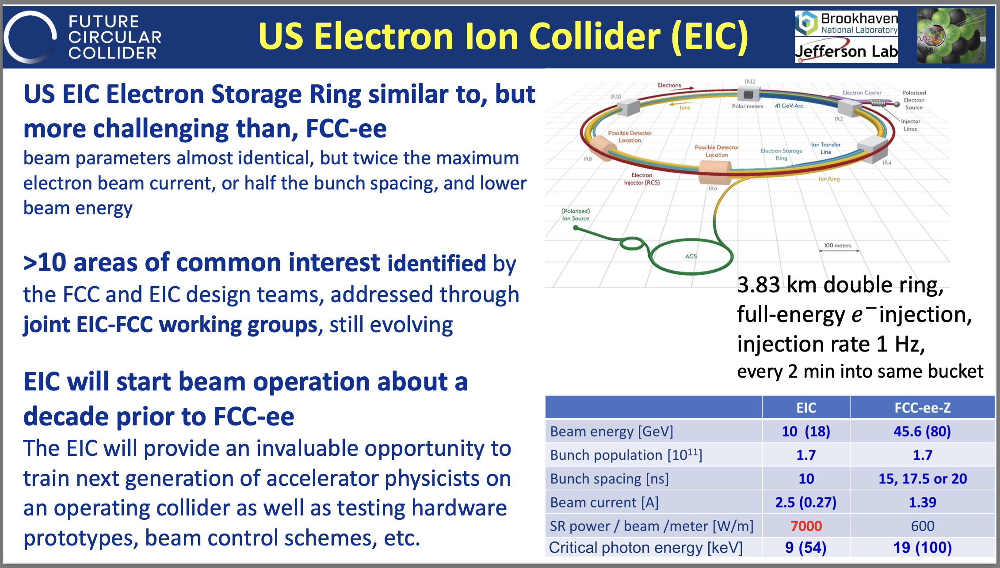 FUTURE
CIRCULAR
COLLIDER
US Electron Ion Collider (EIC)
Brookhaven
National Laboratory
Jefferson Lab
US EIC Electron Storage Ring similar to, but
more challenging than, FCC-ee
beam parameters almost identical, but twice the maximum
electron beam current, or half the bunch spacing, and lower
beam energy
>10 areas of common interest identified by
the FCC and EIC design teams, addressed through
joint EIC-FCC working groups, still evolving
EIC will start beam operation about a
decade prior to FCC-ee
The EIC will provide an invaluable opportunity to
train next generation of accelerator physicists on
an operating collider as well as testing hardware
prototypes, beam control schemes, etc.
IR12
Electrons
IR10
Ions
Polarimeters
41 GeV Arc
Electron Cooler
Polarized
Electron
Source
IR2
Injector
Linac
Possible Detector
Location
Possible Detector
Location
Electron Storage
Ring
Ion Transfer
Line
IR8
IR4
Electron
Injector (RCS)
IR6
Ion Ring
(Polarized)
Ion Source
AGS
100 meters
3.83 km double ring,
full-energy e⁻ injection,
injection rate 1 Hz,
every 2 min into same bucket
EIC FCC-ee-Z
Beam energy [GeV] 10 (18) 45.6 (80)
Bunch population [10¹¹] 1.7 1.7
Bunch spacing [ns] 10 15, 17.5 or 20
Beam current [A] 2.5 (0.27) 1.39
SR power / beam /meter [W/m] 7000 600
Critical photon energy [keV] 9 (54) 19 (100)